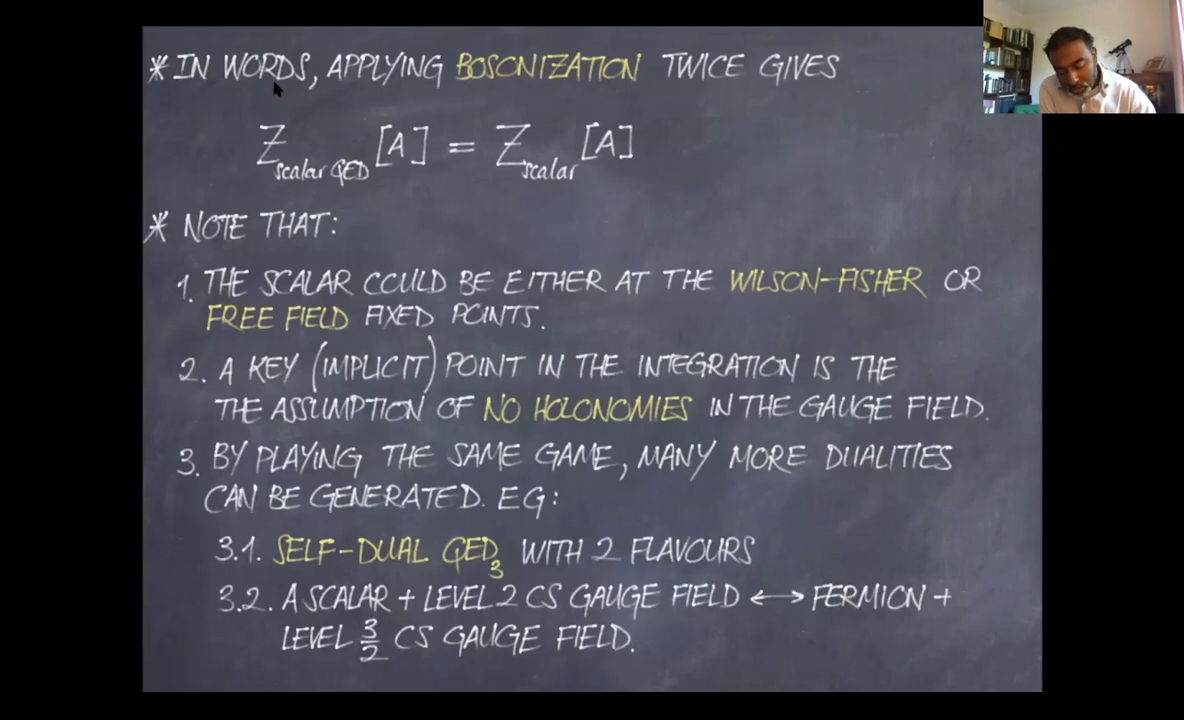 * IN WORDS, APPLYING BOSONIZATION TWICE GIVES
Z_scalar QED [A] = Z_scalar [A]
* NOTE THAT:
1. THE SCALAR COULD BE EITHER AT THE WILSON-FISHER OR
FREE FIELD FIXED POINTS.
2. A KEY (IMPLICIT) POINT IN THE INTEGRATION IS THE
THE ASSUMPTION OF NO HOLONOMIES IN THE GAUGE FIELD.
3. BY PLAYING THE SAME GAME, MANY MORE DUALITIES
CAN BE GENERATED. EG:
3.1. SELF-DUAL QED_3 WITH 2 FLAVOURS
3.2. A SCALAR + LEVEL 2 CS GAUGE FIELD ⟷ FERMION +
LEVEL 3/2 CS GAUGE FIELD.